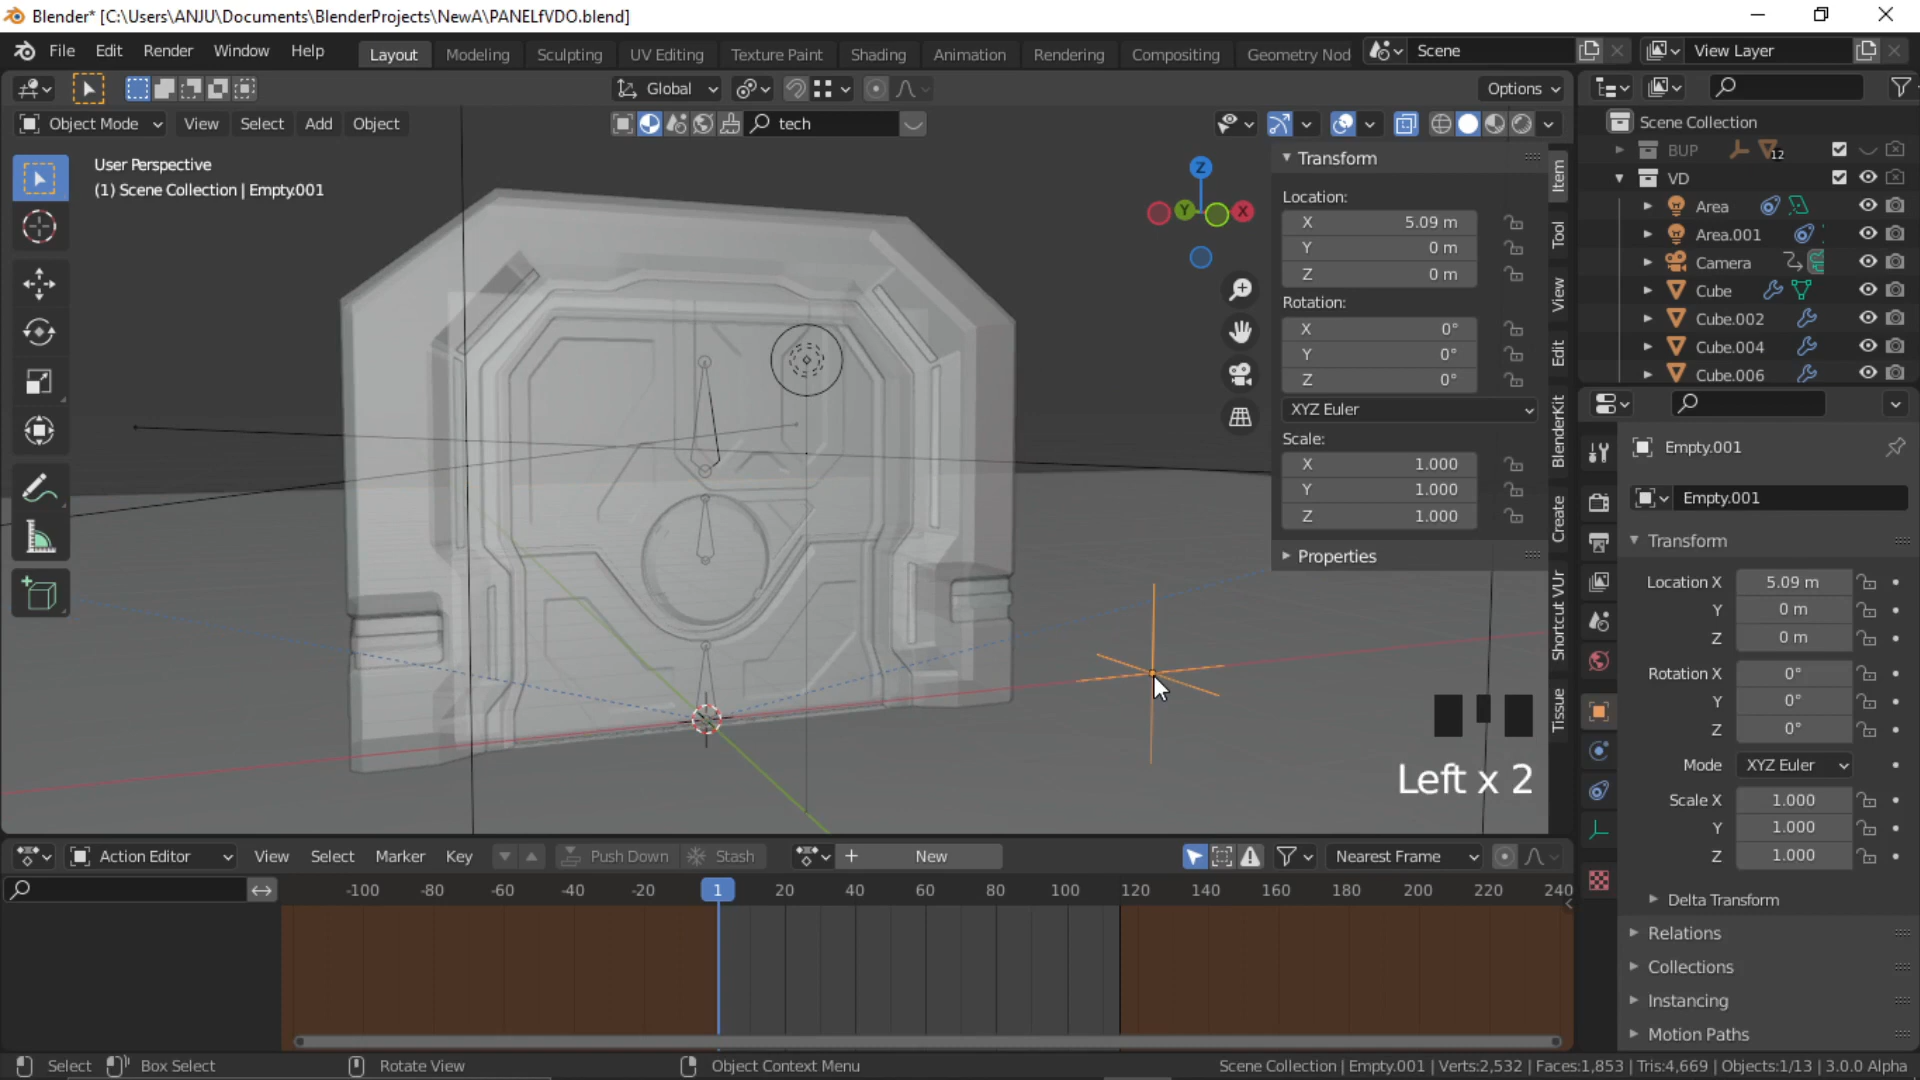 Blender* [C:\Users\ANJU\Documents\BlenderProjects\NewA\PANELfVDO.blend]
File Edit Render Window Help Layout Modeling Sculpting UV Editing Texture Paint Shading Animation Rendering Compositing Geometry Nod Scene View Layer
Global Options
Object Mode View Select Add Object tech
User Perspective
(1) Scene Collection | Empty.001
Z
Y
X
Transform
Location:
X 5.09 m
Y 0 m
Z 0 m
Rotation:
X 0°
Y 0°
Z 0°
XYZ Euler
Scale:
X 1.000
Y 1.000
Z 1.000
Properties
Item
Tool
View
Edit
BlenderKit
Create
Shortcut VUr
Tissue
Left x 2
Scene Collection
BUP 12
VD
Area
Area.001
Camera
Cube
Cube.002
Cube.004
Cube.006
Empty.001
Empty.001
Transform
Location X 5.09 m
Y 0 m
Z 0 m
Rotation X 0°
Y 0°
Z 0°
Mode XYZ Euler
Scale X 1.000
Y 1.000
Z 1.000
Delta Transform
Relations
Collections
Instancing
Motion Paths
Action Editor View Select Marker Key Push Down Stash New Nearest Frame
-100 -80 -60 -40 -20 1 20 40 60 80 100 120 140 160 180 200 220 240
Select Box Select Rotate View Object Context Menu Scene Collection | Empty.001 | Verts:2,532 | Faces:1,853 | Tris:4,669 | Objects:1/13 | 3.0.0 Alpha